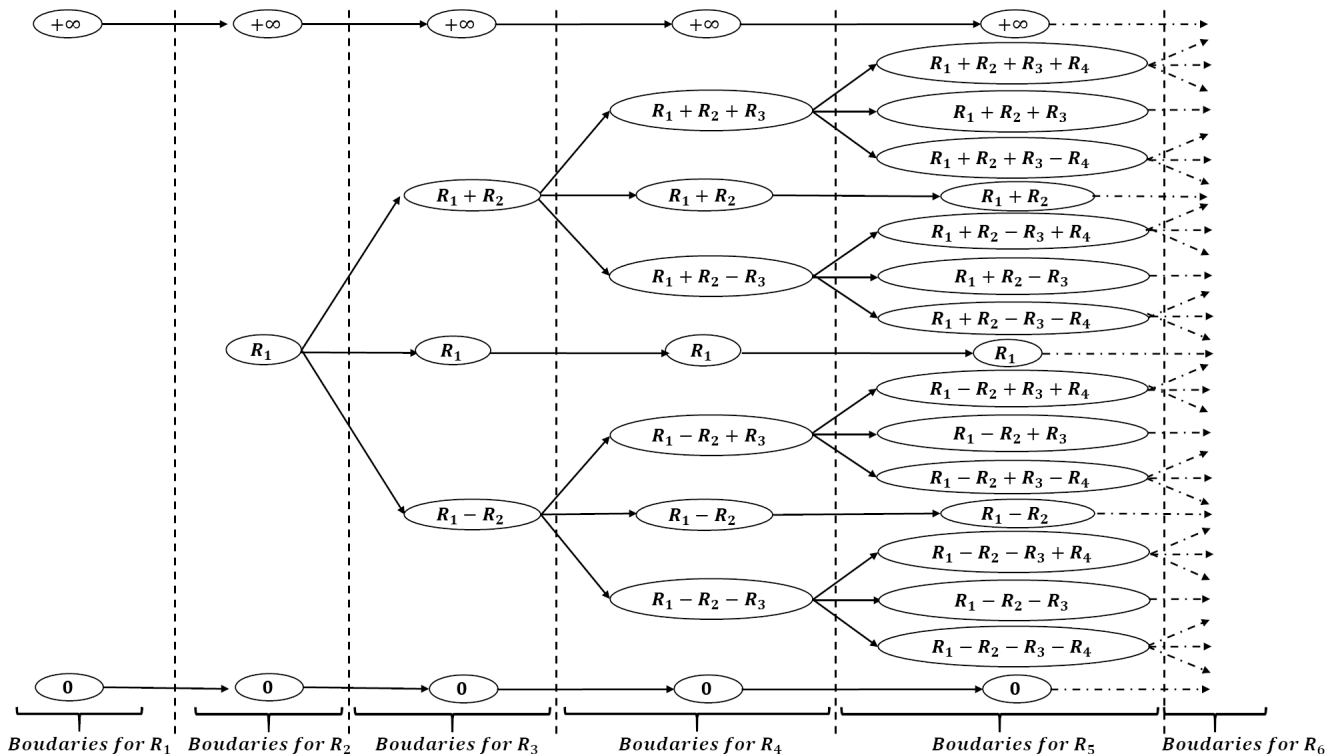 +∞ +∞ +∞ +∞ +∞
R₁ + R₂ + R₃ + R₄
R₁ + R₂ + R₃ R₁ + R₂ + R₃
R₁ + R₂ + R₃ − R₄
R₁ + R₂ R₁ + R₂ R₁ + R₂
R₁ + R₂ − R₃ + R₄
R₁ + R₂ − R₃ R₁ + R₂ − R₃
R₁ + R₂ − R₃ − R₄
R₁ R₁ R₁ R₁
R₁ − R₂ + R₃ + R₄
R₁ − R₂ + R₃ R₁ − R₂ + R₃
R₁ − R₂ + R₃ − R₄
R₁ − R₂ R₁ − R₂ R₁ − R₂
R₁ − R₂ − R₃ + R₄
R₁ − R₂ − R₃ R₁ − R₂ − R₃
R₁ − R₂ − R₃ − R₄
0 0 0 0 0
Boudaries for R₁ Boudaries for R₂ Boudaries for R₃ Boudaries for R₄ Boudaries for R₅ Boudaries for R₆